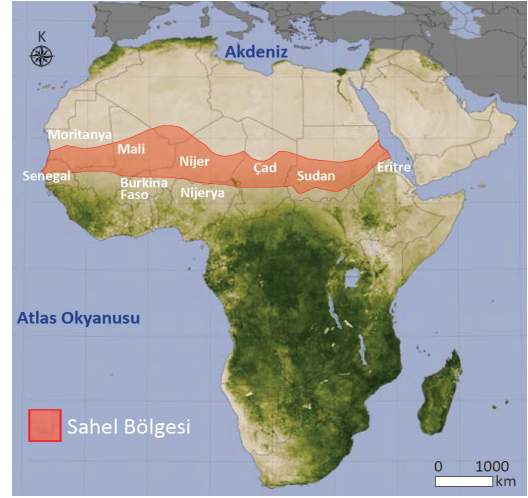 K
Akdeniz
Moritanya
Mali
Nijer
Çad
Sudan
Eritre
Senegal
Burkina
Faso
Nijerya
Atlas Okyanusu
Sahel Bölgesi
0 1000
km